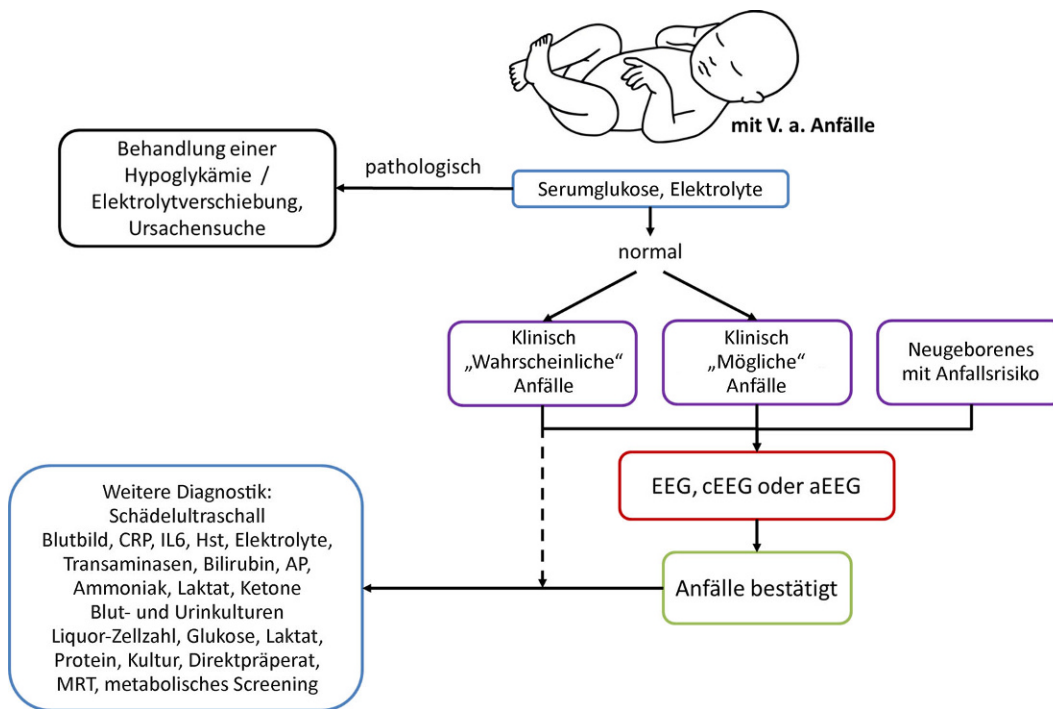 mit V. a. Anfälle
Behandlung einer
Hypoglykämie /
Elektrolytverschiebung,
Ursachensuche
pathologisch
Serumglukose, Elektrolyte
normal
Klinisch
„Wahrscheinliche“
Anfälle
Klinisch
„Mögliche“
Anfälle
Neugeborenes
mit Anfallsrisiko
EEG, cEEG oder aEEG
Anfälle bestätigt
Weitere Diagnostik:
Schädelultraschall
Blutbild, CRP, IL6, Hst, Elektrolyte,
Transaminasen, Bilirubin, AP,
Ammoniak, Laktat, Ketone
Blut- und Urinkulturen
Liquor-Zellzahl, Glukose, Laktat,
Protein, Kultur, Direktpräperat,
MRT, metabolisches Screening